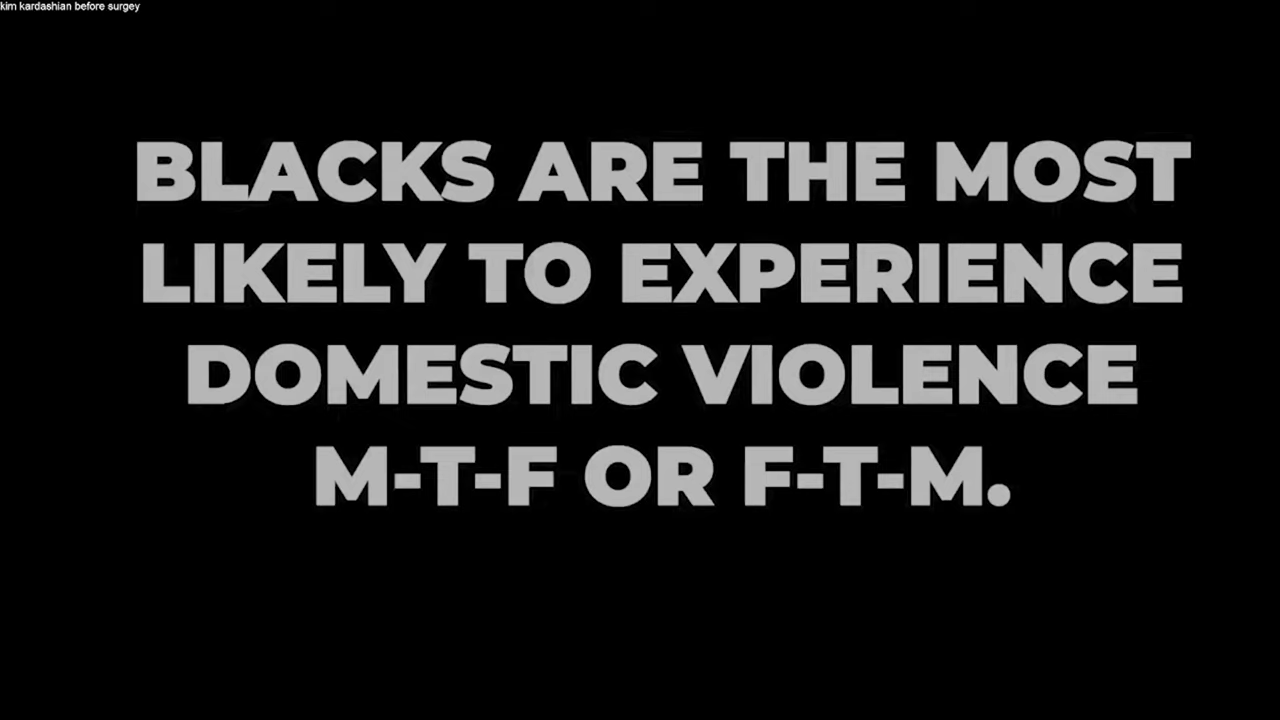 kim kardashian before surgey
BLACKS ARE THE MOST
LIKELY TO EXPERIENCE
DOMESTIC VIOLENCE
M-T-F OR F-T-M.